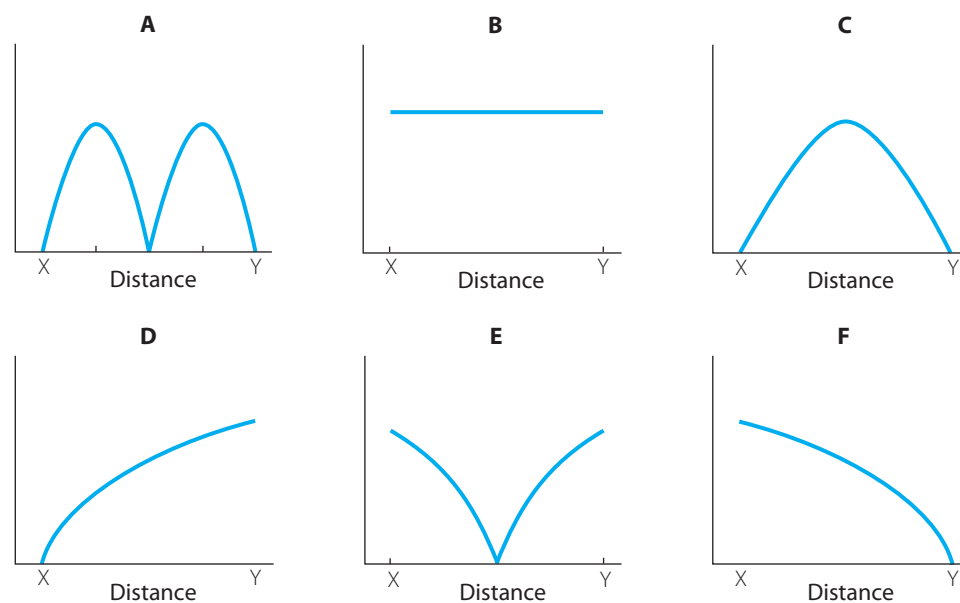 A B C
X Y X Y X Y
Distance Distance Distance
D E F
X Y X Y X Y
Distance Distance Distance